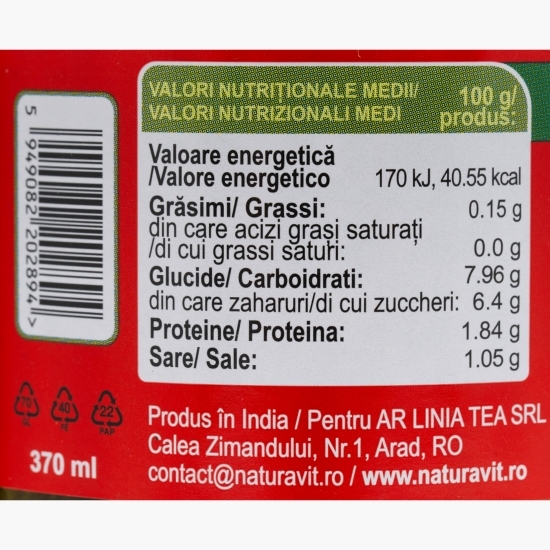 VALORI NUTRIȚIONALE MEDII/
VALORI NUTRIZIONALI MEDI
100 g/
produs:
Valoare energetică
/Valore energetico 170 kJ, 40.55 kcal
Grăsimi/ Grassi: 0.15 g
din care acizi grași saturați
/di cui grassi saturi: 0.0 g
Glucide/ Carboidrati: 7.96 g
din care zaharuri/di cui zuccheri: 6.4 g
Proteine/ Proteina: 1.84 g
Sare/ Sale: 1.05 g
5 949082 202894 >
70
40
PE
22
PAP
370 ml
Produs în India / Pentru AR LINIA TEA SRL
Calea Zimandului, Nr.1, Arad, RO
contact@naturavit.ro / www.naturavit.ro